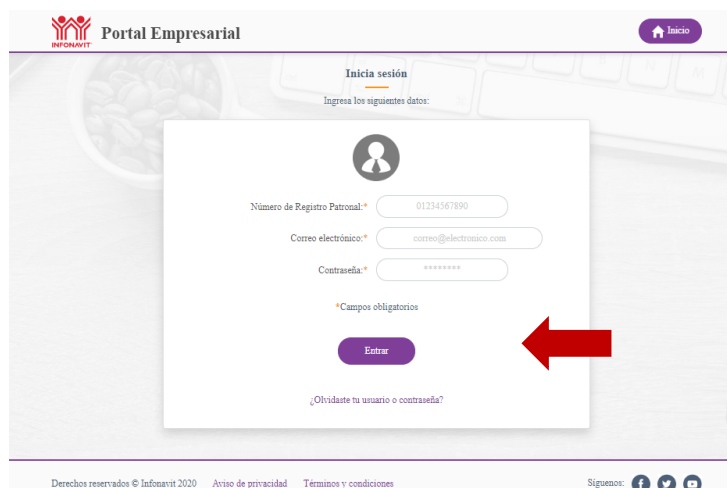 INFONAVIT
Portal Empresarial
Inicio
Inicia sesión
Ingresa los siguientes datos:
Número de Registro Patronal:* 01234567890
Correo electrónico:* correo@electronico.com
Contraseña:* ********
*Campos obligatorios
Entrar
¿Olvidaste tu usuario o contraseña?
Derechos reservados © Infonavit 2020 Aviso de privacidad Términos y condiciones Síguenos: